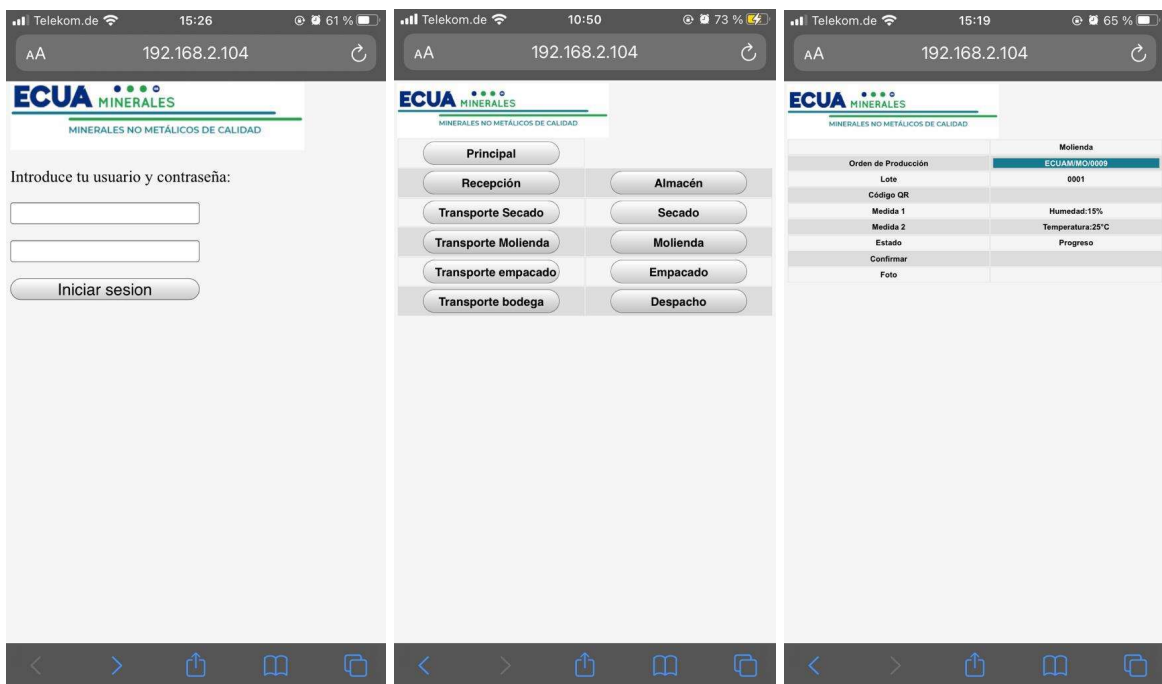 Telekom.de 15:26 61 %
AA 192.168.2.104
ECUA MINERALES
MINERALES NO METÁLICOS DE CALIDAD
Introduce tu usuario y contraseña:
Iniciar sesion
Telekom.de 10:50 73 %
AA 192.168.2.104
ECUA MINERALES
MINERALES NO METÁLICOS DE CALIDAD
Principal
Recepción Almacén
Transporte Secado Secado
Transporte Molienda Molienda
Transporte empacado Empacado
Transporte bodega Despacho
Telekom.de 15:19 65 %
AA 192.168.2.104
ECUA MINERALES
MINERALES NO METÁLICOS DE CALIDAD
Molienda
Orden de Producción ECUAM/MO/0009
Lote 0001
Código QR
Medida 1 Humedad:15%
Medida 2 Temperatura:25°C
Estado Progreso
Confirmar
Foto